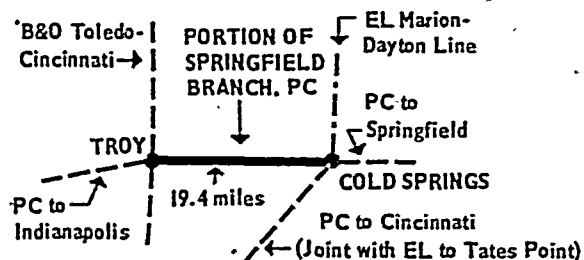 B&O Toledo-
Cincinnati→
PORTION OF
SPRINGFIELD
BRANCH, PC
EL Marion-
Dayton Line
PC to
Springfield
TROY
COLD SPRINGS
PC to
Indianapolis
19.4 miles
PC to Cincinnati
(Joint with EL to Tates Point)